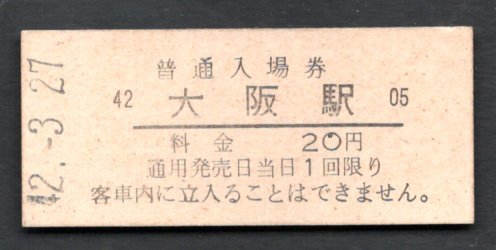 42.-3.27
普通入場券
42 大阪駅 05
料金 20円
通用発売日当日1回限り
客車内に立入ることはできません。